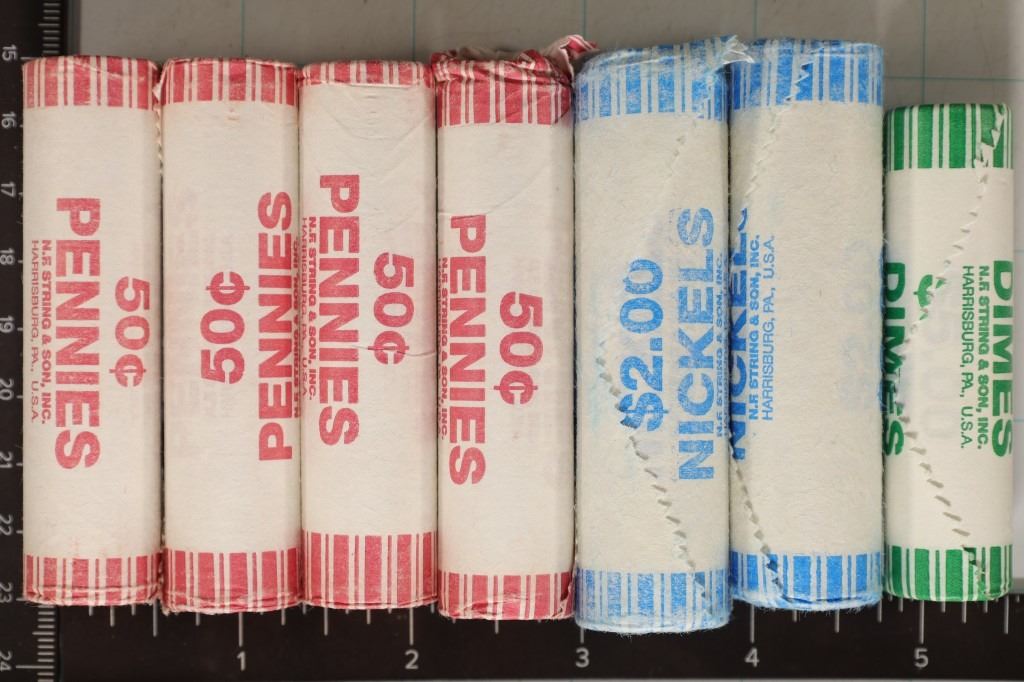 15
16
17
18
19
20
21
22
23
24
50¢
PENNIES
N.F. STRING & SON, INC.
HARRISBURG, PA., U.S.A.
50¢
PENNIES
50¢
PENNIES
N.F. STRING & SON, INC.
HARRISBURG, PA., U.S.A.
50¢
PENNIES
N.F. STRING & SON, INC.
$2.00
NICKELS
N.F. STRING & SON, INC.
NICKEL
N.F. STRING & SON, INC.
HARRISBURG, PA., U.S.A.
DIMES
DIMES
N.F. STRING & SON, INC.
HARRISBURG, PA., U.S.A.
1 2 3 4 5